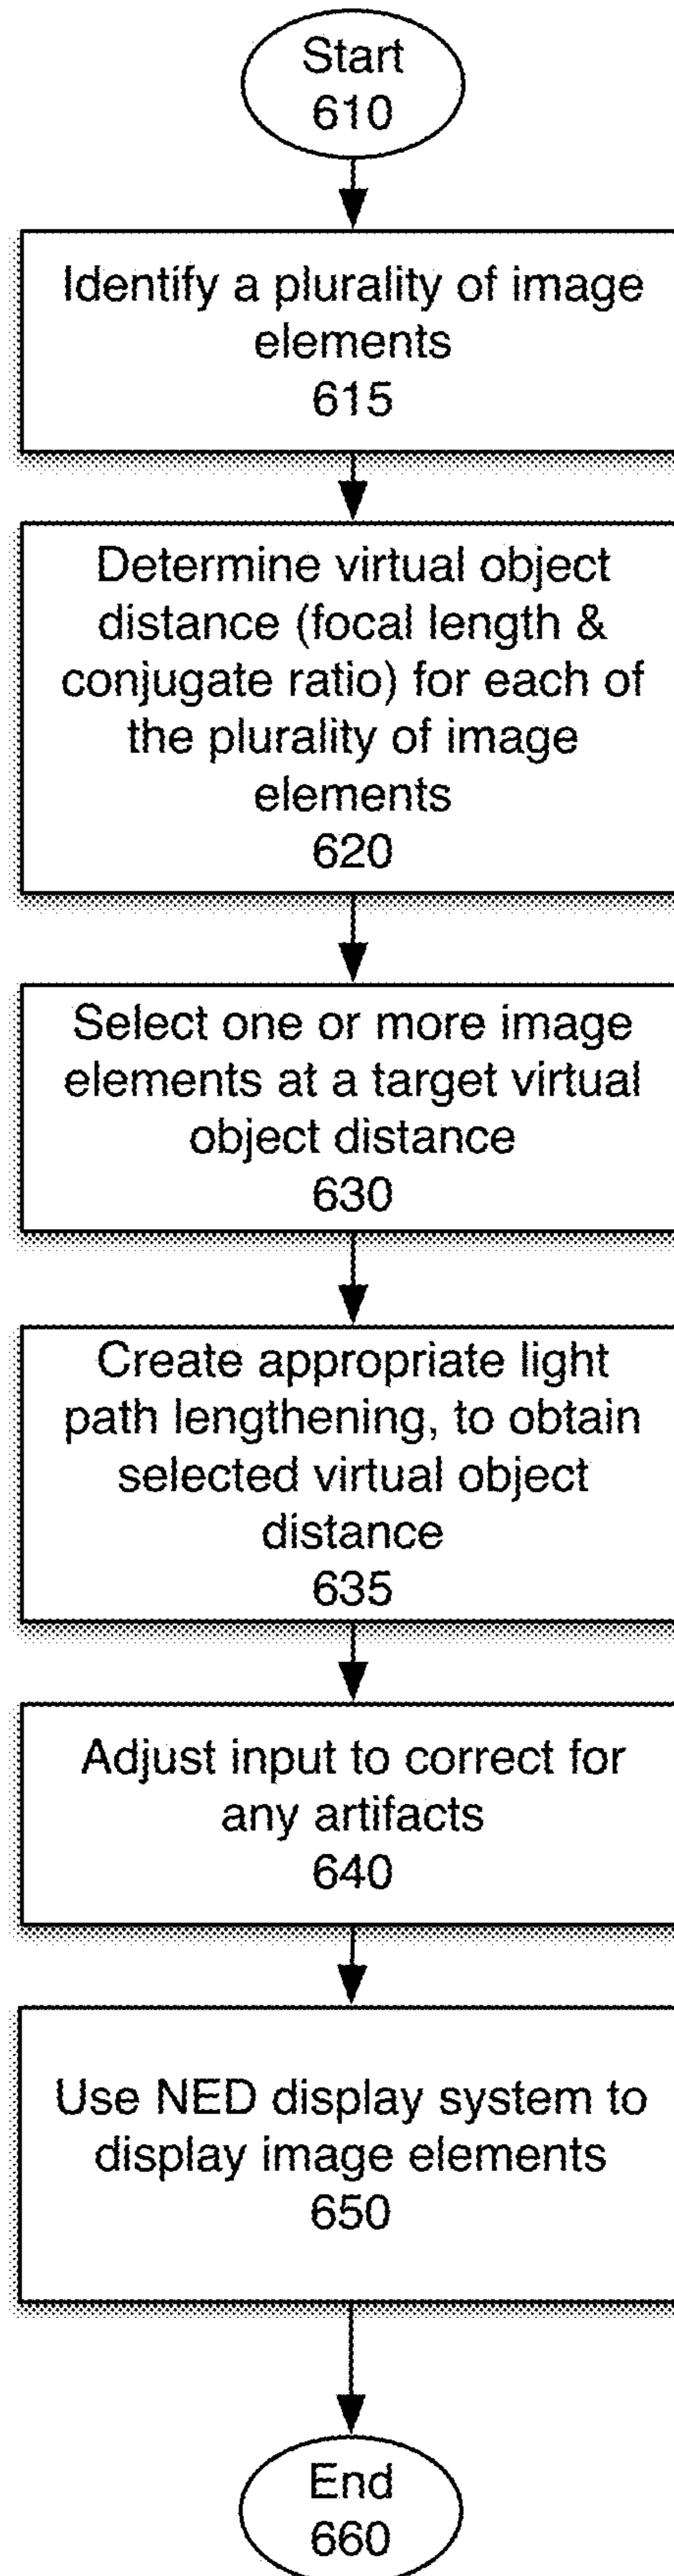 Start
610
Identify a plurality of image
elements
615
Determine virtual object
distance (focal length &
conjugate ratio) for each of
the plurality of image
elements
620
Select one or more image
elements at a target virtual
object distance
630
Create appropriate light
path lengthening, to obtain
selected virtual object
distance
635
Adjust input to correct for
any artifacts
640
Use NED display system to
display image elements
650
End
660